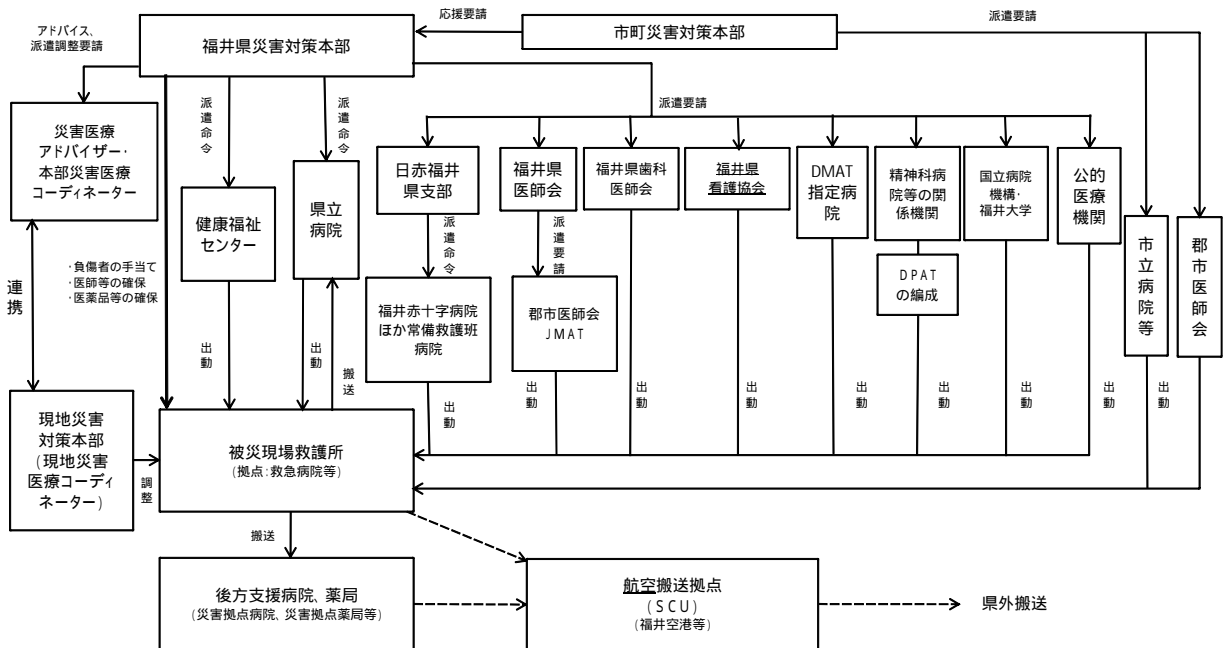 アドバイス、
派遣調整要請
福井県災害対策本部
応援要請
市町災害対策本部
派遣要請
災害医療
アドバイザー・
本部災害医療
コーディネーター
派遣命令
派遣命令
派遣要請
健康福祉
センター
県立
病院
日赤福井
県支部
福井県
医師会
福井県歯科
医師会
福井県
看護協会
DMAT
指定病
院
精神科病
院等の関
係機関
国立病院
機構・
福井大学
公的
医療
機関
市立病院等
郡市医師会
派遣命令
派遣要請
DPAT
の編成
連携
・負傷者の手当て
・医師等の確保
・医薬品等の確保
福井赤十字病院
ほか常備救護班
病院
郡市医師会
JMAT
出動
出動
搬送
出動
出動
出動
出動
出動
出動
出動
出動
出動
現地災害
対策本部
(現地災害
医療コーディ
ネーター)
調整
被災現場救護所
(拠点:救急病院等)
搬送
後方支援病院、薬局
(災害拠点病院、災害拠点薬局等)
航空搬送拠点
(SCU)
(福井空港等)
県外搬送